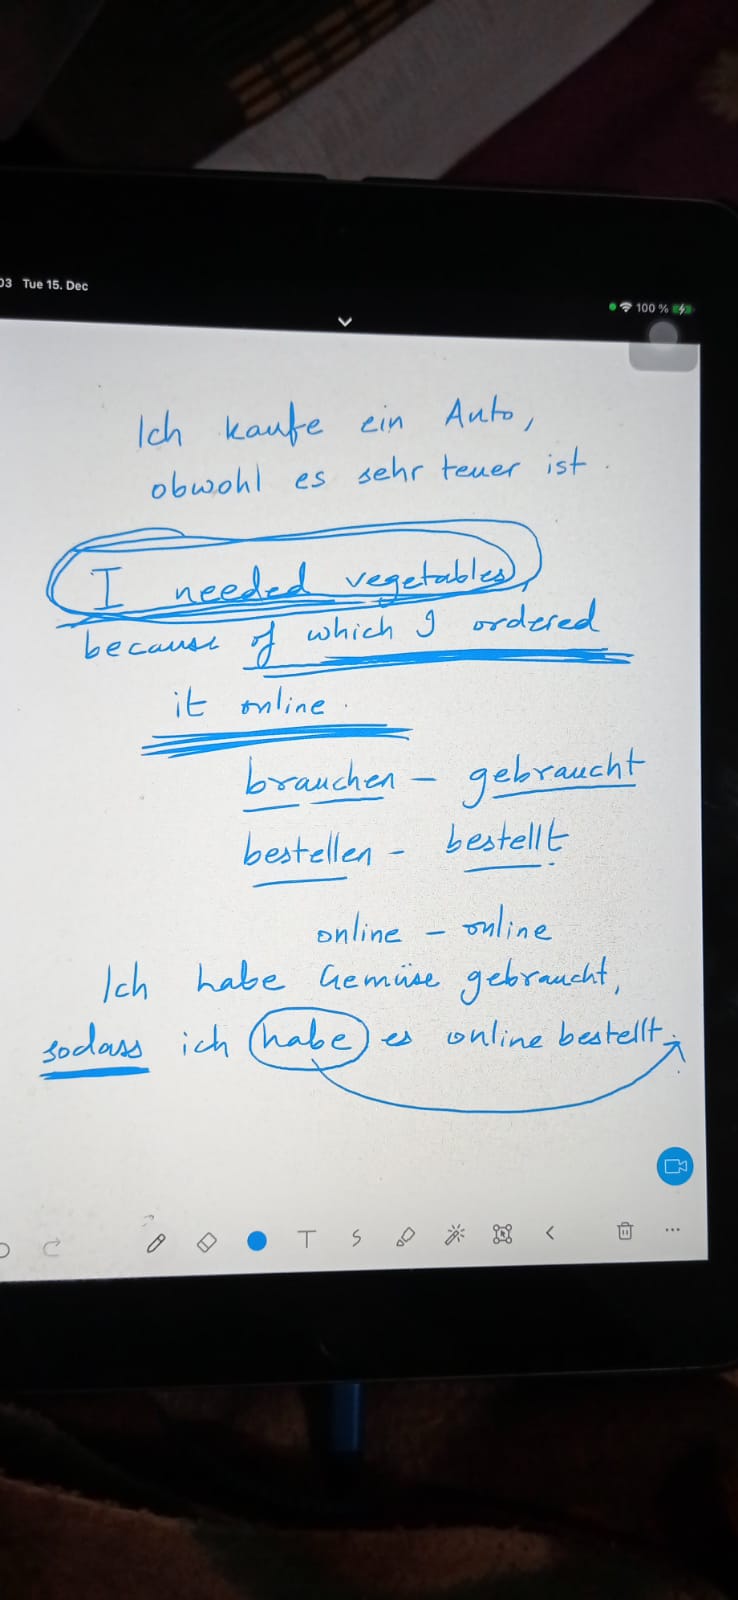 03 Tue 15. Dec
100 %
Ich kaufe ein Auto,
obwohl es sehr teuer ist.
I needed vegetables,
because of which I ordered
it online.
brauchen – gebraucht
bestellen – bestellt
online – online
Ich habe Gemüse gebraucht,
sodass ich habe es online bestellt.
T S